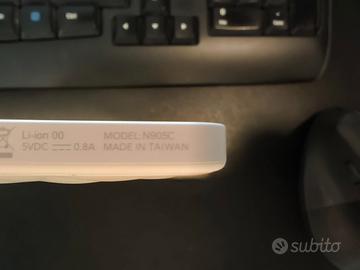 Li-ion 00
5VDC ⎓ 0.8A
MODEL: N905C
MADE IN TAIWAN
subito